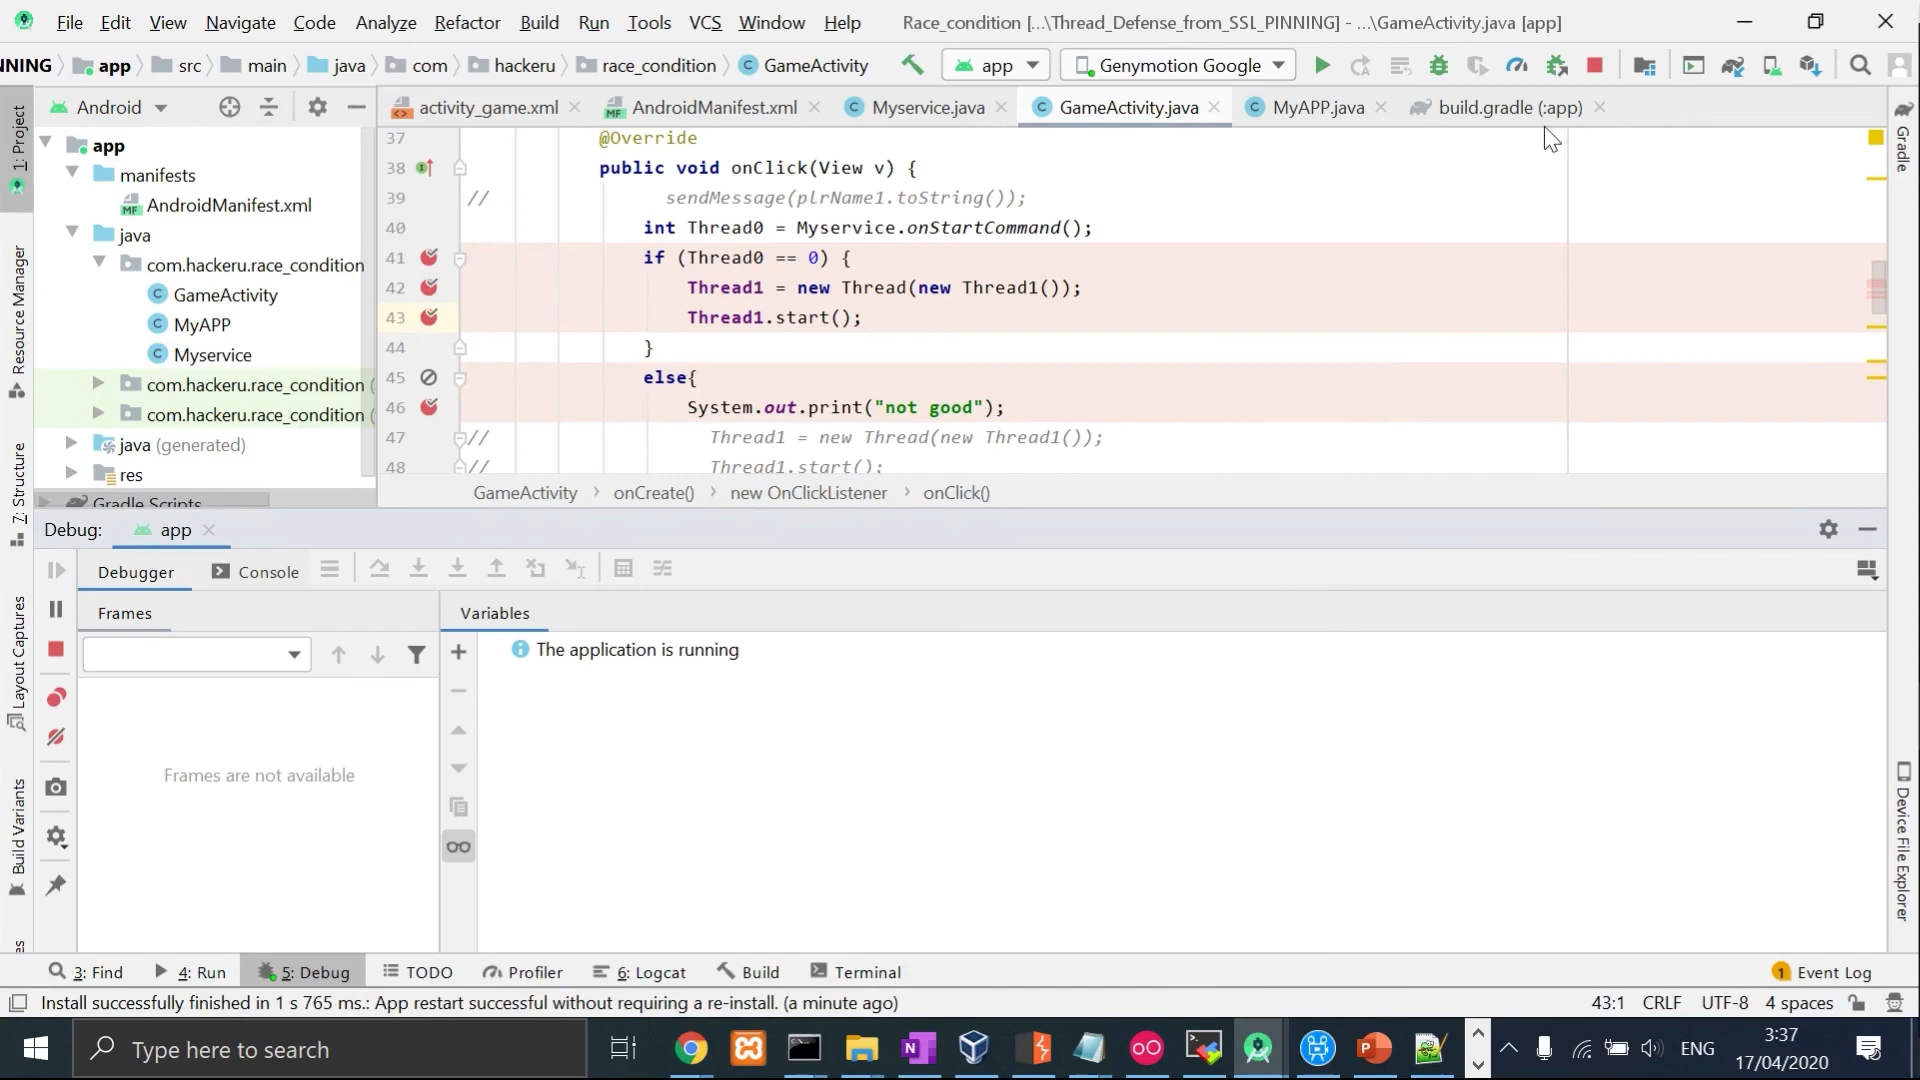 File Edit View Navigate Code Analyze Refactor Build Run Tools VCS Window Help Race_condition [...\Thread_Defense_from_SSL_PINNING] - ...\GameActivity.java [app]
NNING app src main java com hackeru race_condition GameActivity app Genymotion Google
Android activity_game.xml AndroidManifest.xml Myservice.java GameActivity.java MyAPP.java build.gradle (:app)
1: Project
Resource Manager
7: Structure
Layout Captures
Build Variants
app
manifests
AndroidManifest.xml
java
com.hackeru.race_condition
GameActivity
MyAPP
Myservice
com.hackeru.race_condition (
com.hackeru.race_condition (
java (generated)
res
Gradle Scripts
37 @Override
38 public void onClick(View v) {
39 // sendMessage(plrName1.toString());
40 int Thread0 = Myservice.onStartCommand();
41 if (Thread0 == 0) {
42 Thread1 = new Thread(new Thread1());
43 Thread1.start();
44 }
45 else{
46 System.out.print("not good");
47 // Thread1 = new Thread(new Thread1());
48 // Thread1.start();
GameActivity > onCreate() > new OnClickListener > onClick()
Gradle
Device File Explorer
Debug: app
Debugger Console
Frames Variables
The application is running
Frames are not available
3: Find 4: Run 5: Debug TODO Profiler 6: Logcat Build Terminal 1 Event Log
Install successfully finished in 1 s 765 ms.: App restart successful without requiring a re-install. (a minute ago) 43:1 CRLF UTF-8 4 spaces
Type here to search ENG 3:37
17/04/2020